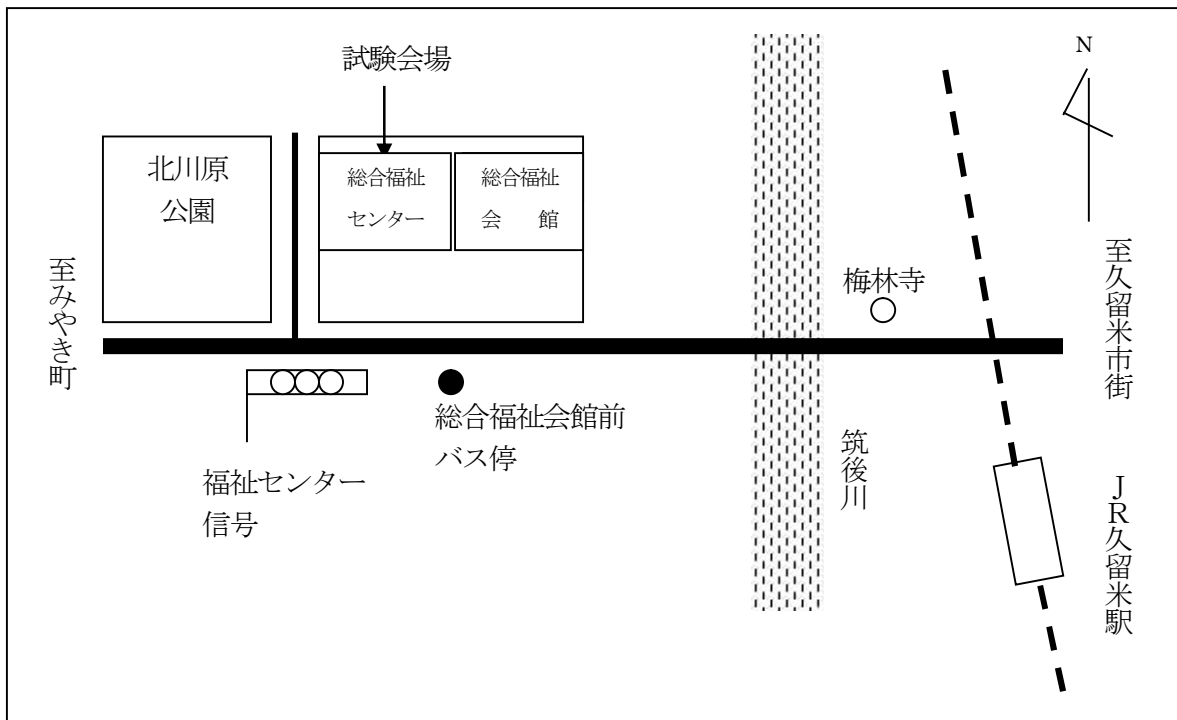 試験会場
N
北川原
公園
総合福祉
センター
総合福祉
会　館
至みやき町
梅林寺
至久留米市街
総合福祉会館前
バス停
福祉センター
信号
筑後川
JR久留米駅